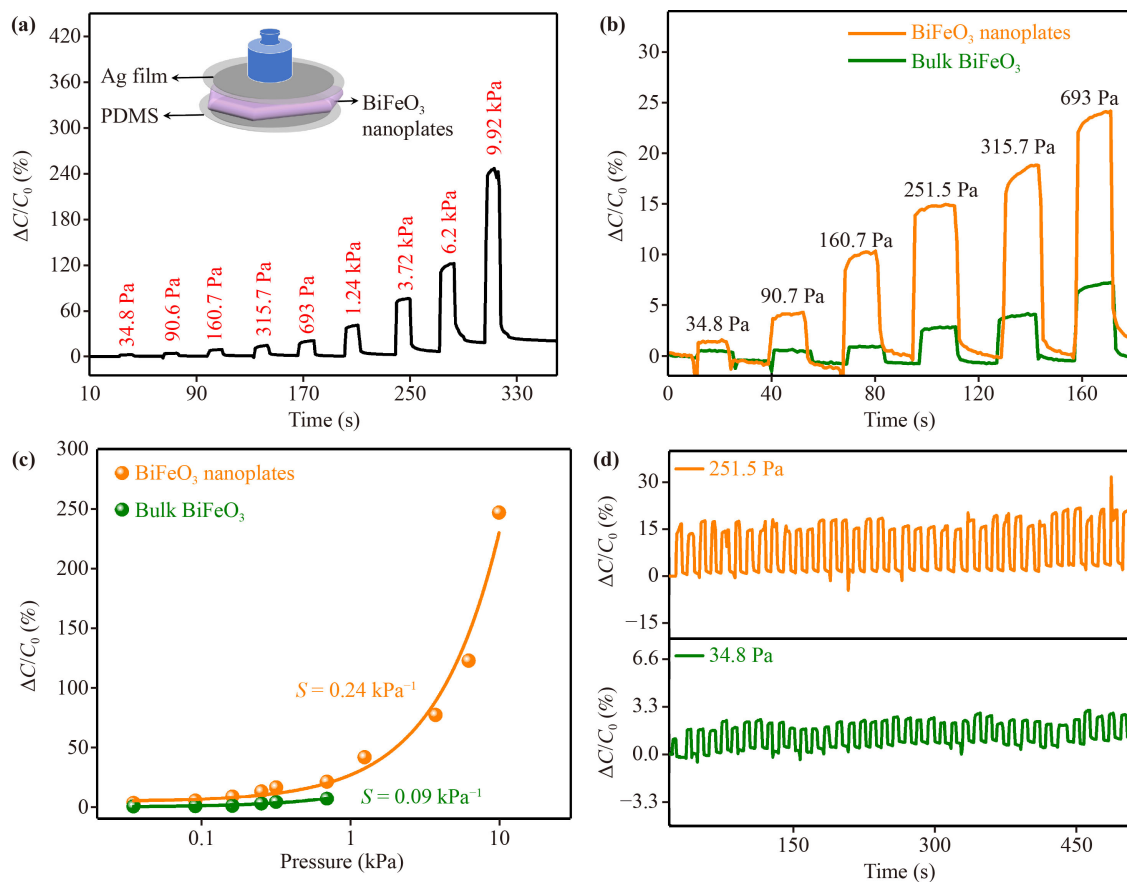 (a)
420
360
300
240
180
120
60
0
ΔC/C₀ (%)
Ag film
PDMS
BiFeO₃
nanoplates
34.8 Pa
90.6 Pa
160.7 Pa
315.7 Pa
693 Pa
1.24 kPa
3.72 kPa
6.2 kPa
9.92 kPa
10 90 170 250 330
Time (s)
(b)
BiFeO₃ nanoplates
Bulk BiFeO₃
30
25
20
15
10
5
0
ΔC/C₀ (%)
34.8 Pa
90.7 Pa
160.7 Pa
251.5 Pa
315.7 Pa
693 Pa
0 40 80 120 160
Time (s)
(c)
BiFeO₃ nanoplates
Bulk BiFeO₃
300
250
200
150
100
50
0
ΔC/C₀ (%)
S = 0.24 kPa⁻¹
S = 0.09 kPa⁻¹
0.1 1 10
Pressure (kPa)
(d)
251.5 Pa
30
15
0
−15
ΔC/C₀ (%)
34.8 Pa
6.6
3.3
0.0
−3.3
ΔC/C₀ (%)
150 300 450
Time (s)